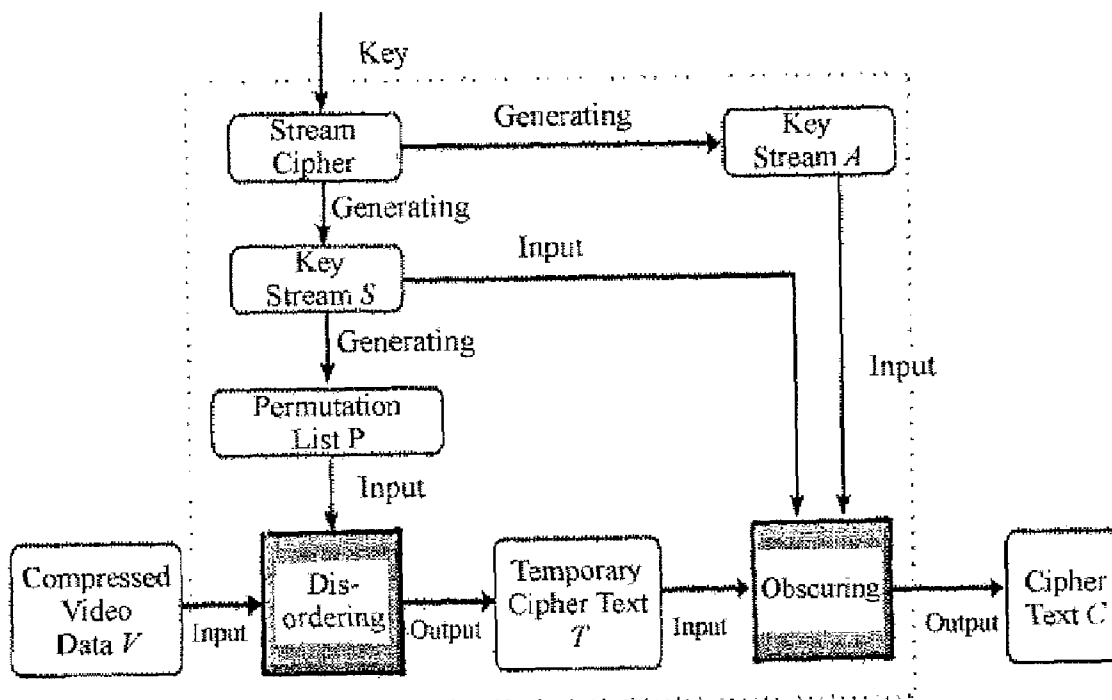 Key
Stream
Cipher
Generating
Key
Stream A
Generating
Key
Stream S
Input
Generating
Input
Permutation
List P
Input
Compressed
Video
Data V
Input
Dis-
ordering
Output
Temporary
Cipher Text
T
Input
Obscuring
Output
Cipher
Text C